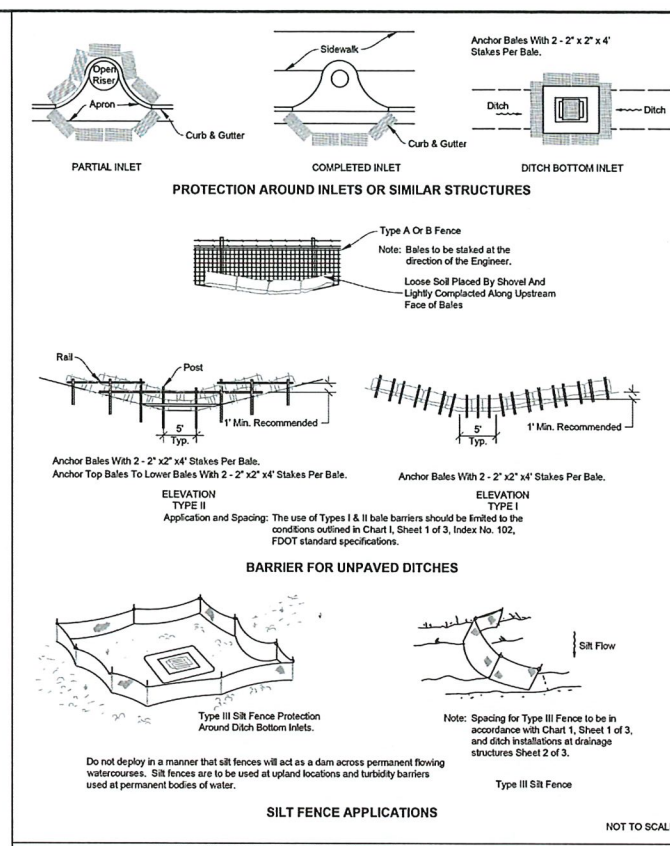 Sidewalk
Anchor Bales With 2 - 2" x 2" x 4'
Stakes Per Bale.
Open
Riser
Apron
Ditch
Ditch
Curb & Gutter
Curb & Gutter
PARTIAL INLET
COMPLETED INLET
DITCH BOTTOM INLET
PROTECTION AROUND INLETS OR SIMILAR STRUCTURES
Type A Or B Fence
Note: Bales to be staked at the
direction of the Engineer.
Loose Soil Placed By Shovel And
Lightly Complacted Along Upstream
Face of Bales
Rail
Post
1' Min. Recommended
5'
Typ.
1' Min. Recommended
5'
Typ.
Anchor Bales With 2 - 2" x2" x4' Stakes Per Bale.
Anchor Top Bales To Lower Bales With 2 - 2" x2" x4' Stakes Per Bale.
Anchor Bales With 2 - 2" x2" x4' Stakes Per Bale.
ELEVATION
TYPE II
ELEVATION
TYPE I
Application and Spacing: The use of Types I & II bale barriers should be limited to the
conditions outlined in Chart I, Sheet 1 of 3, Index No. 102,
FDOT standard specifications.
BARRIER FOR UNPAVED DITCHES
Silt Flow
Type III Silt Fence Protection
Around Ditch Bottom Inlets.
Note: Spacing for Type III Fence to be in
accordance with Chart 1, Sheet 1 of 3,
and ditch installations at drainage
structures Sheet 2 of 3.
Do not deploy in a manner that silt fences will act as a dam across permanent flowing
watercourses. Silt fences are to be used at upland locations and turbidity barriers
used at permanent bodies of water.
Type III Silt Fence
SILT FENCE APPLICATIONS
NOT TO SCAL